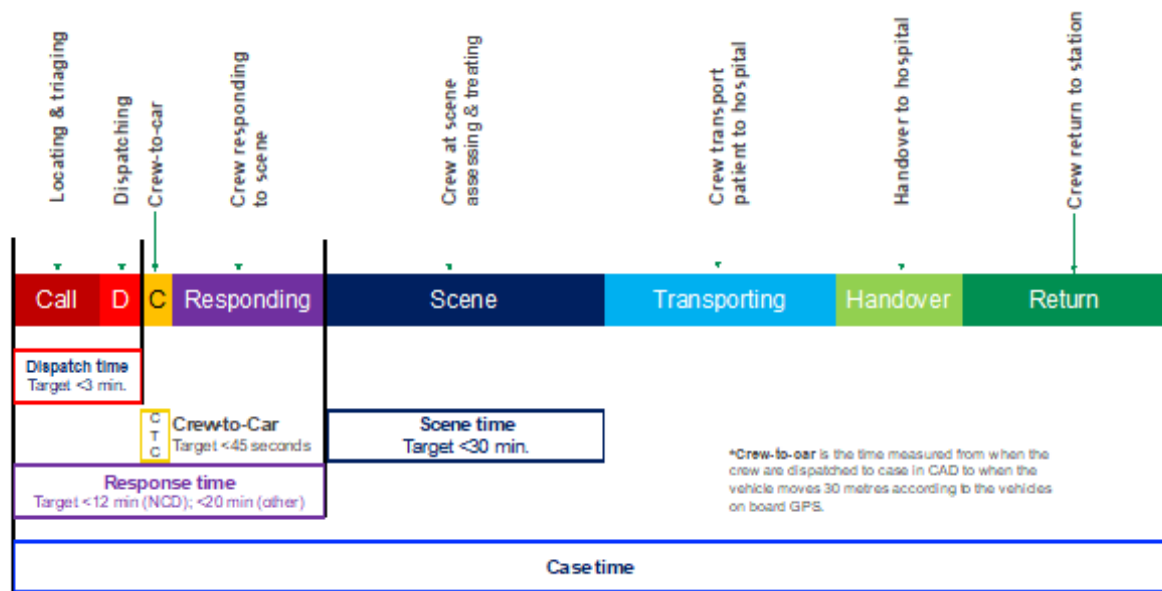 Locating & triaging
Dispatching
Crew-to-car
Crew responding
to scene
Crew at scene
assessing & treating
Crew transport
patient to hospital
Handover to hospital
Crew return to station
Call
D
C
Responding
Scene
Transporting
Handover
Return
Dispatch time
Target <3 min.
C
T
C
Crew-to-Car
Target <45 seconds
Scene time
Target <30 min.
Response time
Target <12 min (NCD); <20 min (other)
*Crew-to-car is the time measured from when the
crew are dispatched to case in CAD to when the
vehicle moves 30 metres according to the vehicles
on board GPS.
Case time